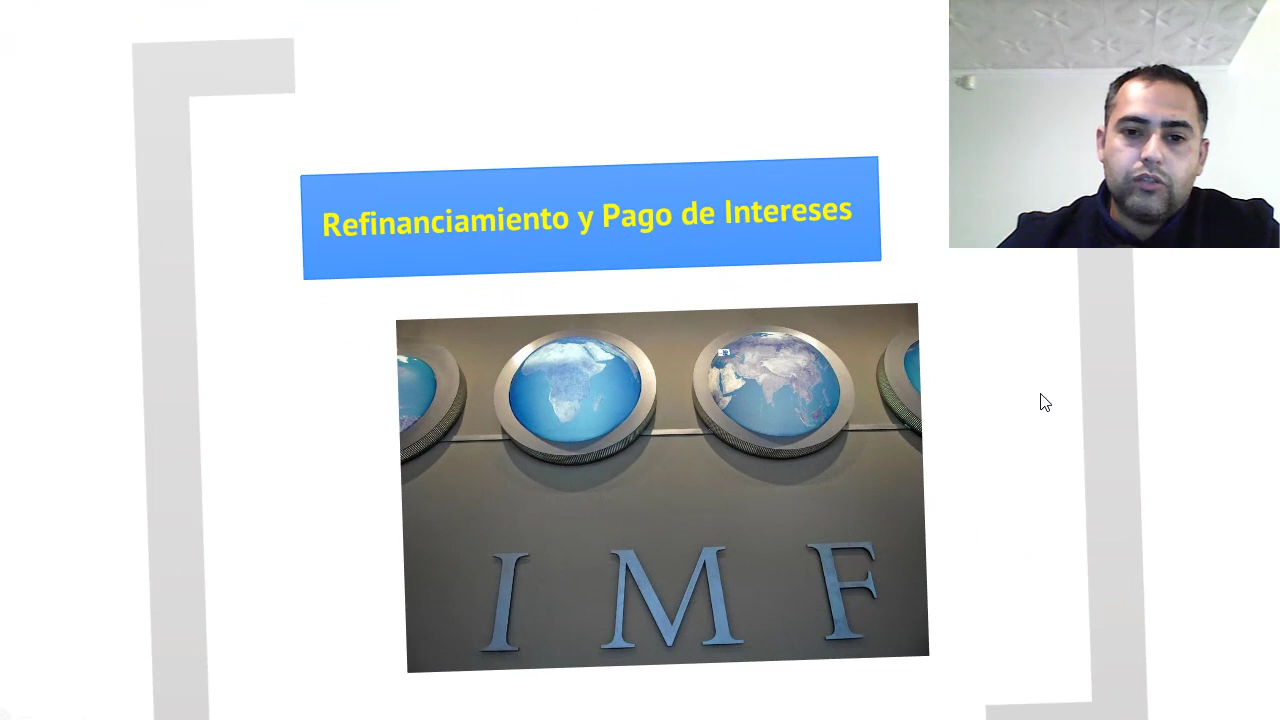 Refinanciamiento y Pago de Intereses
I M F